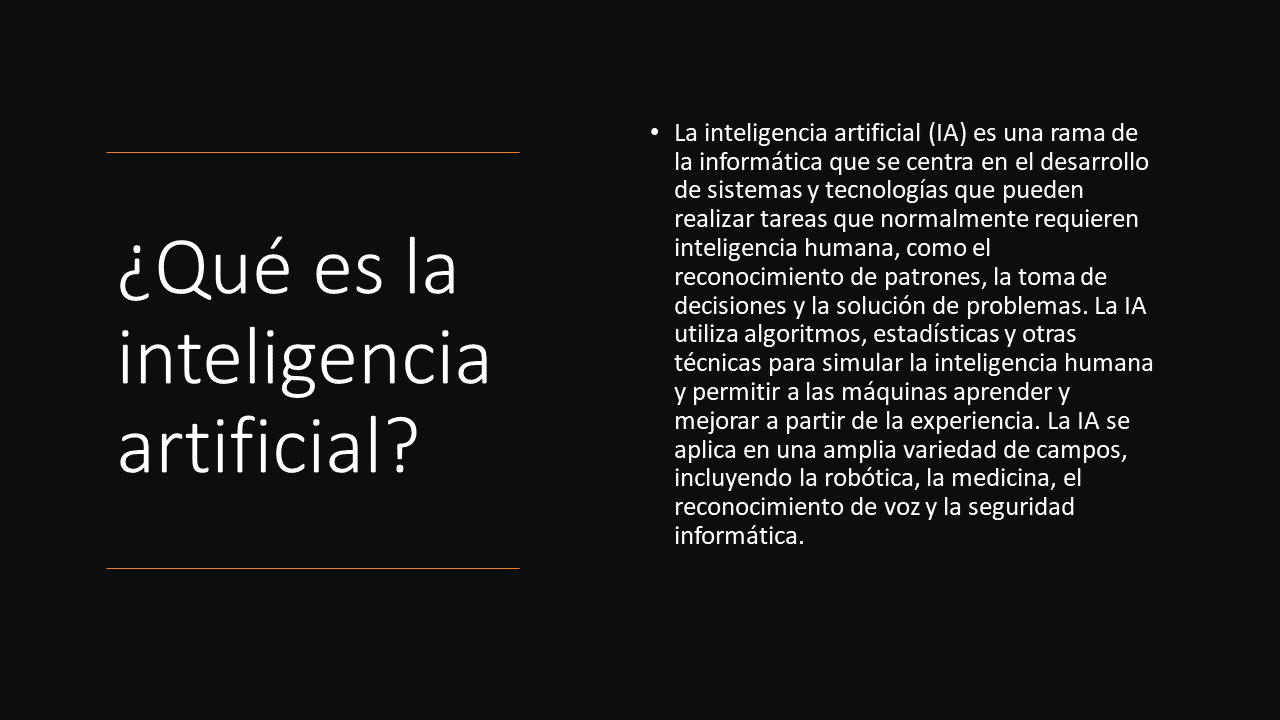 ¿Qué es la
inteligencia
artificial?
• La inteligencia artificial (IA) es una rama de
la informática que se centra en el desarrollo
de sistemas y tecnologías que pueden
realizar tareas que normalmente requieren
inteligencia humana, como el
reconocimiento de patrones, la toma de
decisiones y la solución de problemas. La IA
utiliza algoritmos, estadísticas y otras
técnicas para simular la inteligencia humana
y permitir a las máquinas aprender y
mejorar a partir de la experiencia. La IA se
aplica en una amplia variedad de campos,
incluyendo la robótica, la medicina, el
reconocimiento de voz y la seguridad
informática.